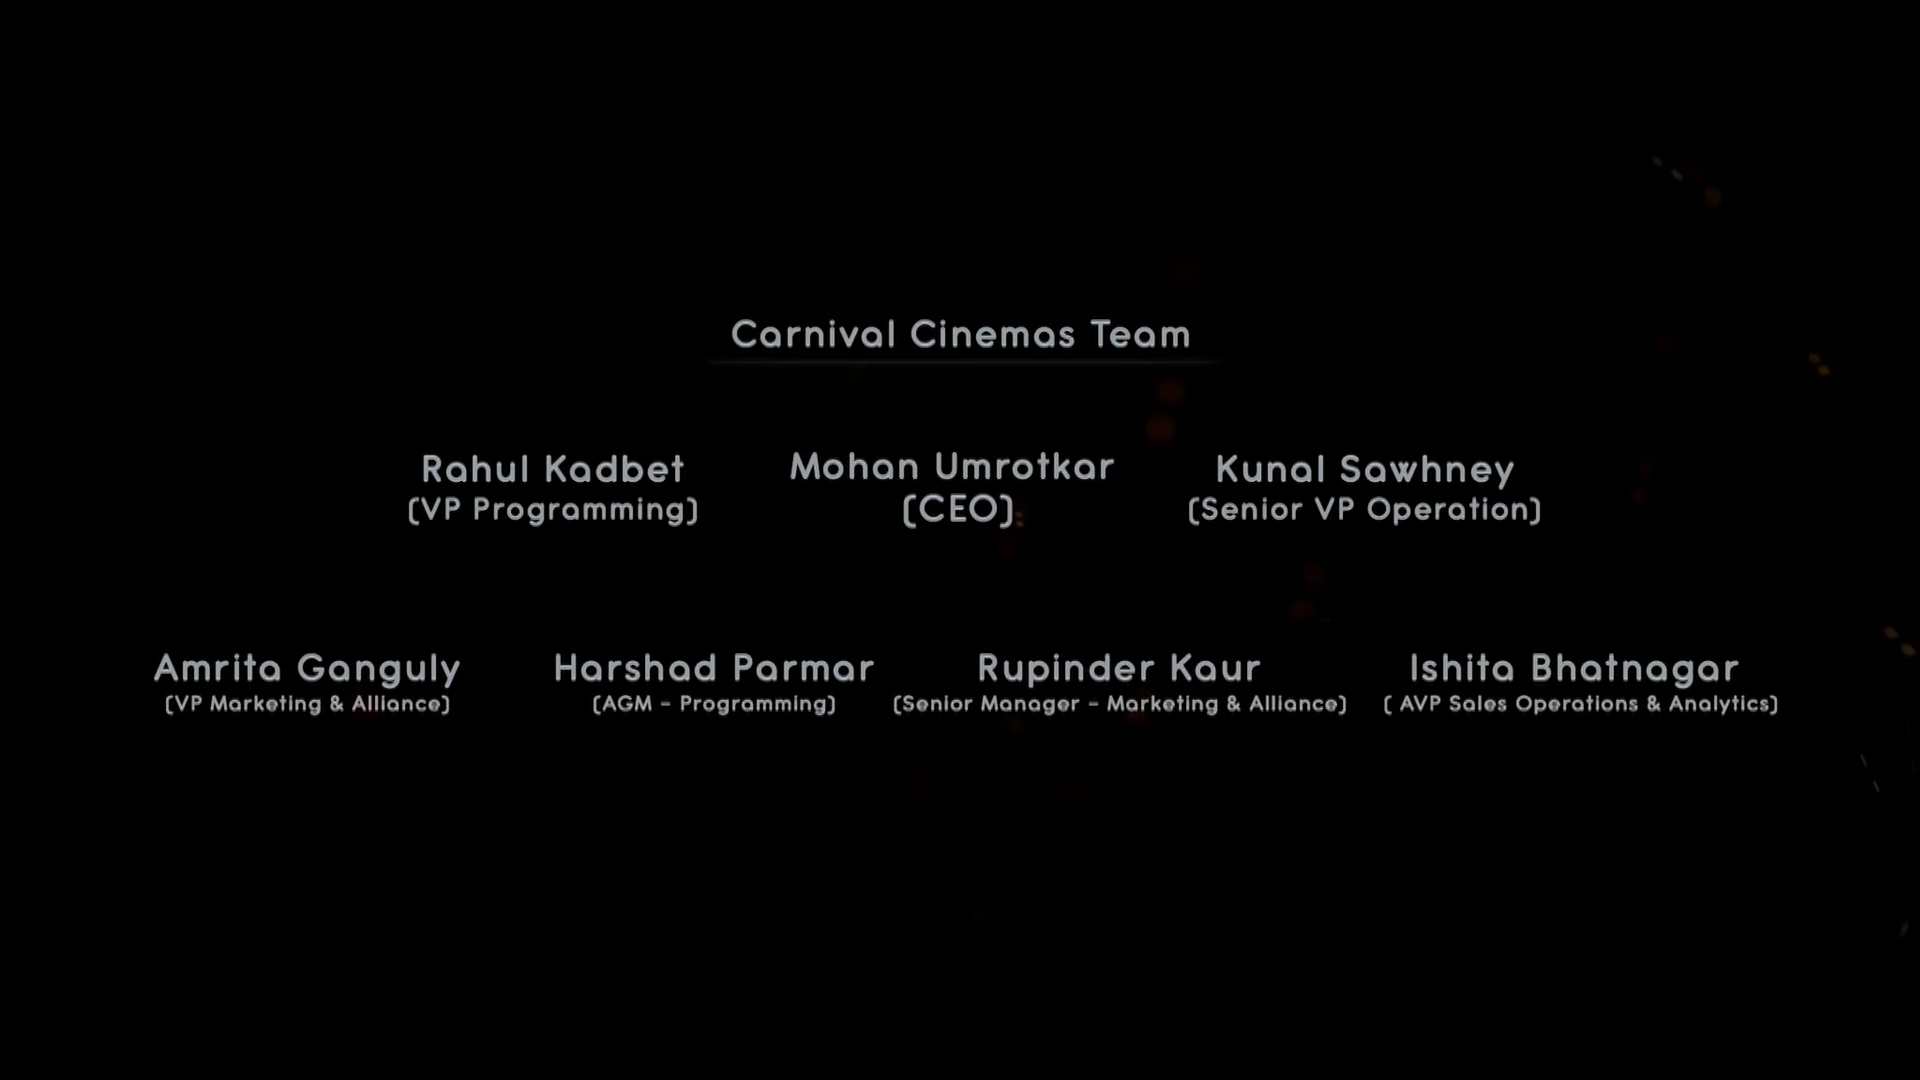 Carnival Cinemas Team
Rahul Kadbet
(VP Programming)
Mohan Umrotkar
(CEO)
Kunal Sawhney
(Senior VP Operation)
Amrita Ganguly
(VP Marketing & Alliance)
Harshad Parmar
(AGM - Programming)
Rupinder Kaur
(Senior Manager - Marketing & Alliance)
Ishita Bhatnagar
( AVP Sales Operations & Analytics)